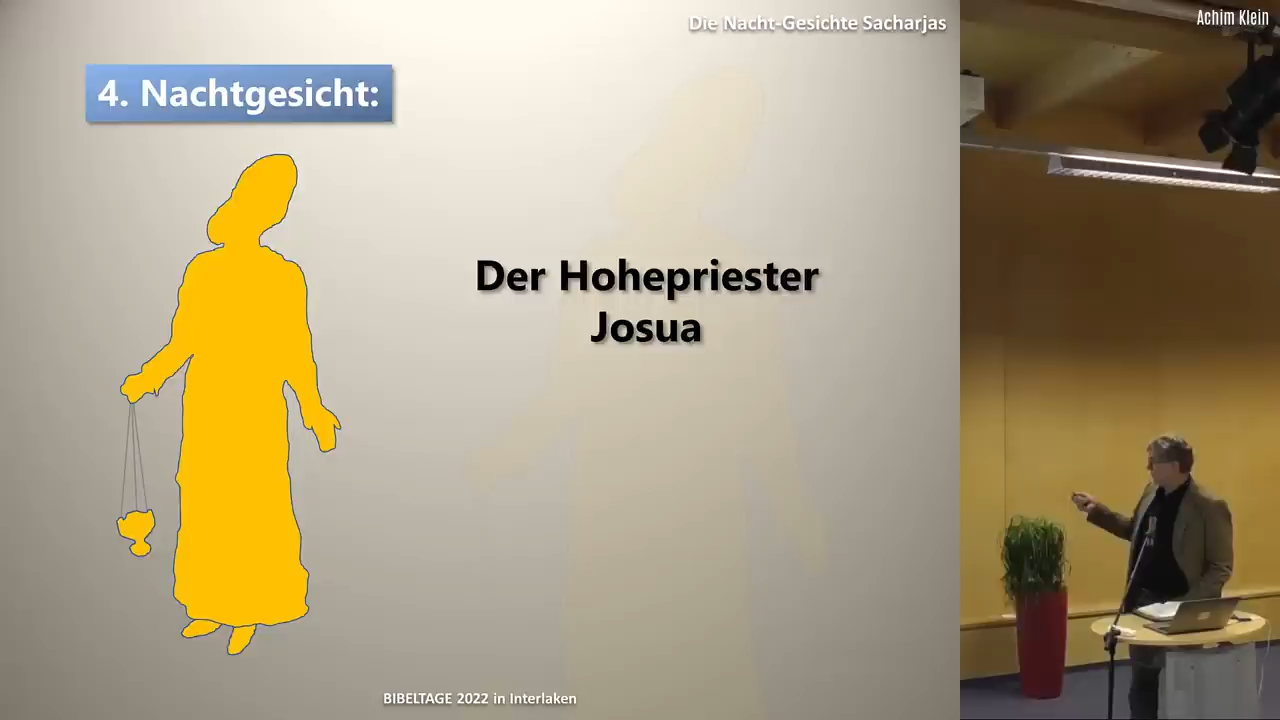 Die Nacht-Gesichte Sacharjas
Achim Klein
4. Nachtgesicht:
Der Hohepriester
Josua
BIBELTAGE 2022 in Interlaken